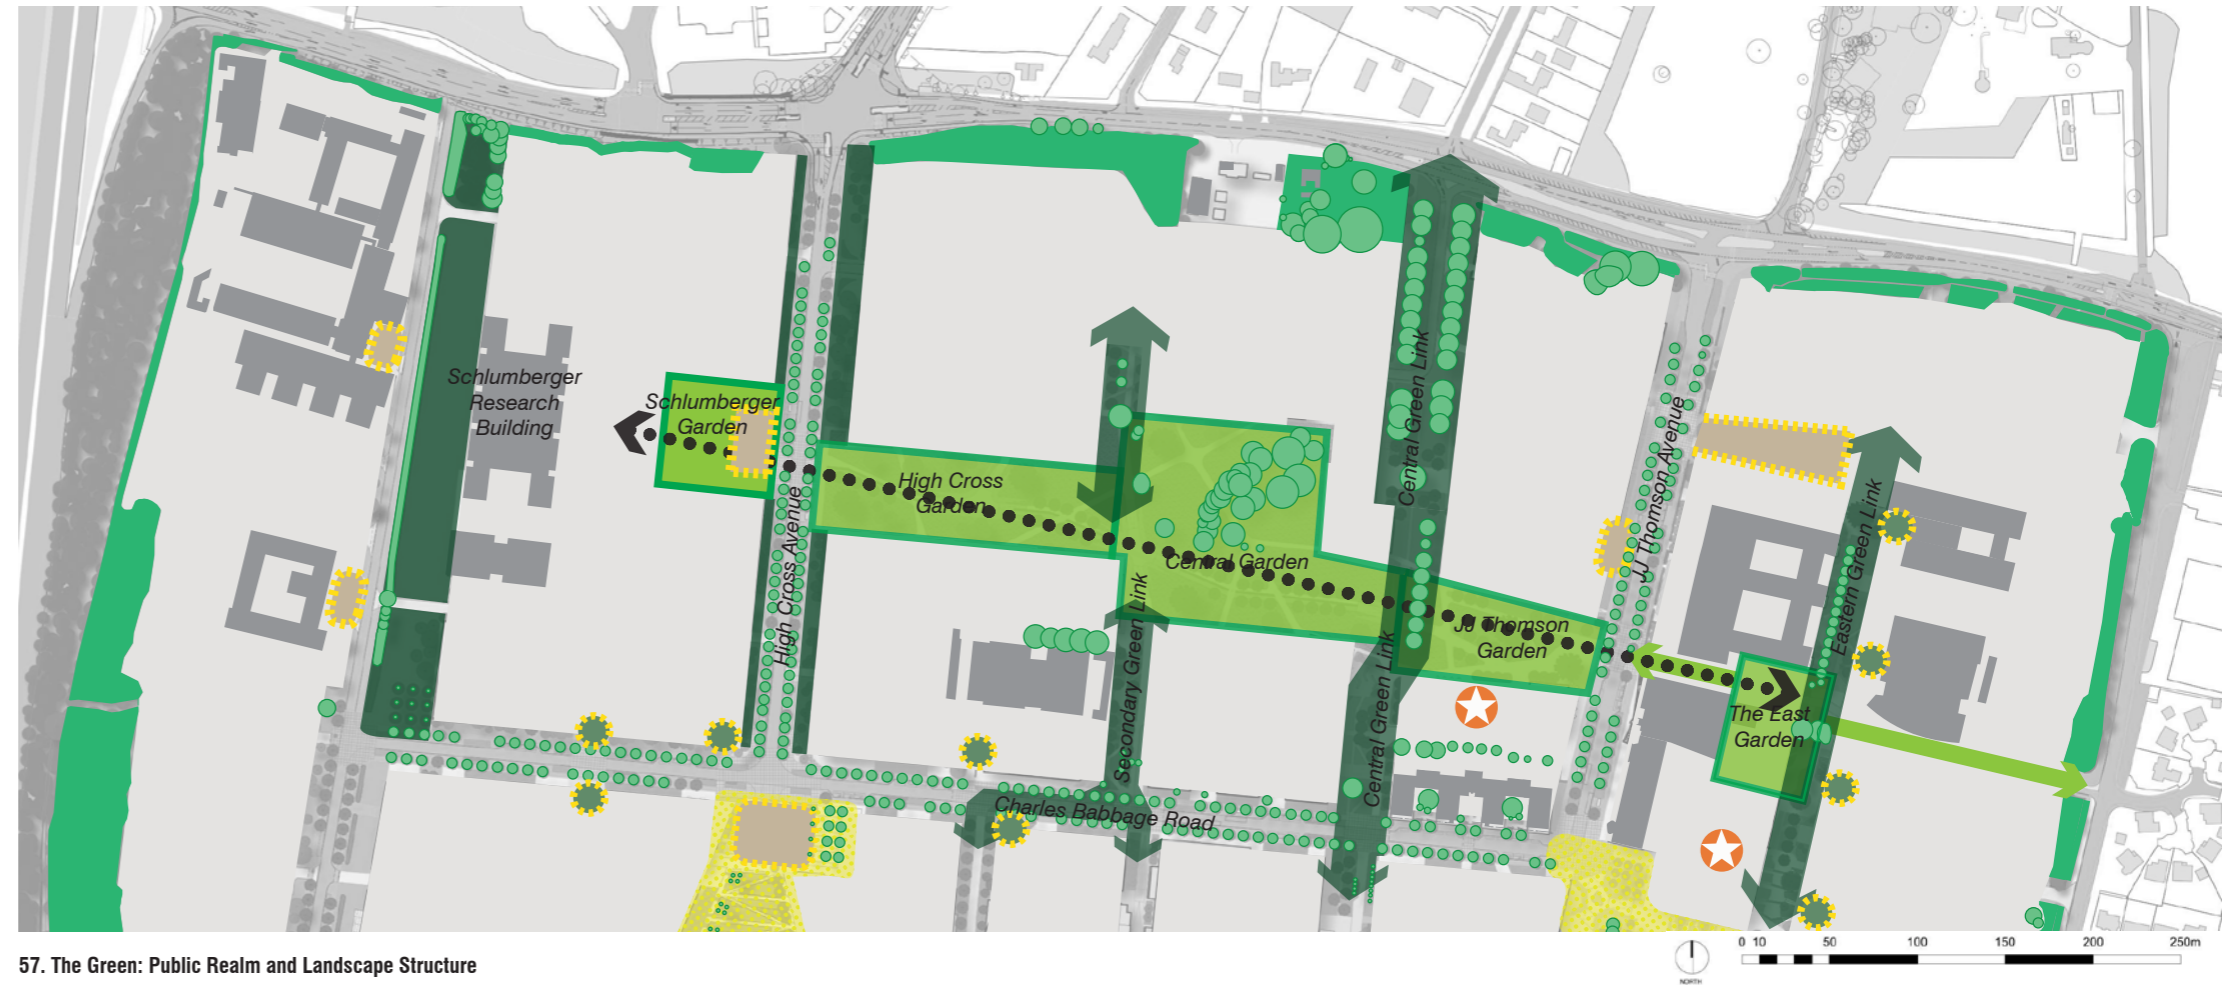 Schlumberger
Research
Building
Schlumberger
Garden
High Cross Avenue
High Cross
Garden
Central Garden
Secondary Green Link
Central Green Link
Central Green Link
JJ Thomson
Garden
JJ Thomson Avenue
Eastern Green Link
The East
Garden
Charles Babbage Road
57. The Green: Public Realm and Landscape Structure
NORTH
0 10 50 100 150 200 250m